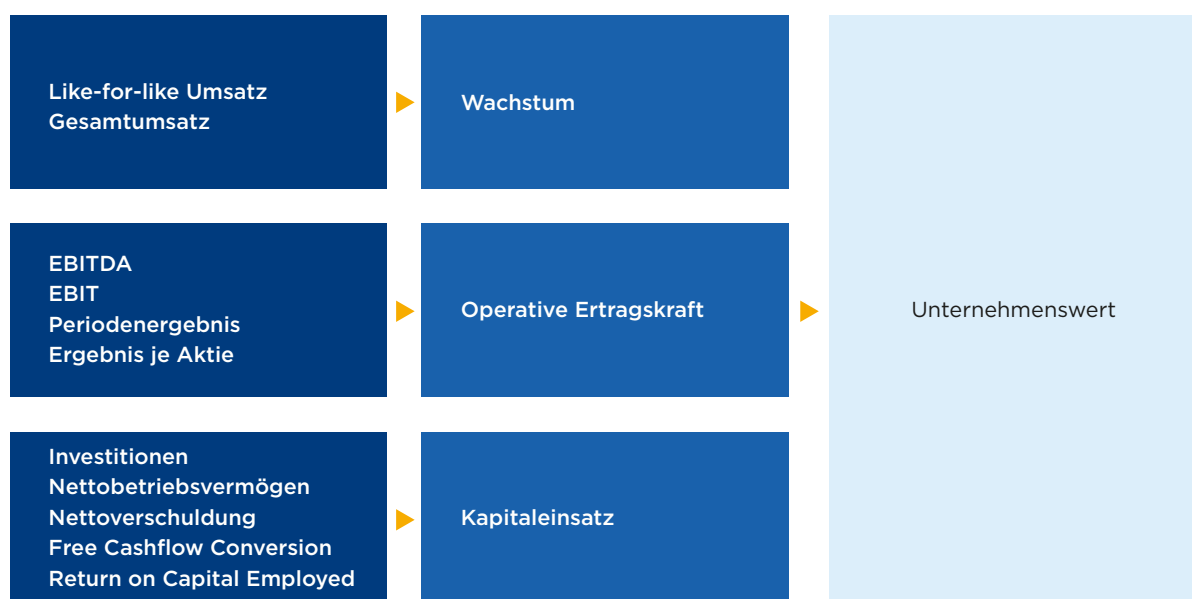 Like-for-like Umsatz
Gesamtumsatz
Wachstum
EBITDA
EBIT
Periodenergebnis
Ergebnis je Aktie
Operative Ertragskraft
Unternehmenswert
Investitionen
Nettobetriebsvermögen
Nettoverschuldung
Free Cashflow Conversion
Return on Capital Employed
Kapitaleinsatz